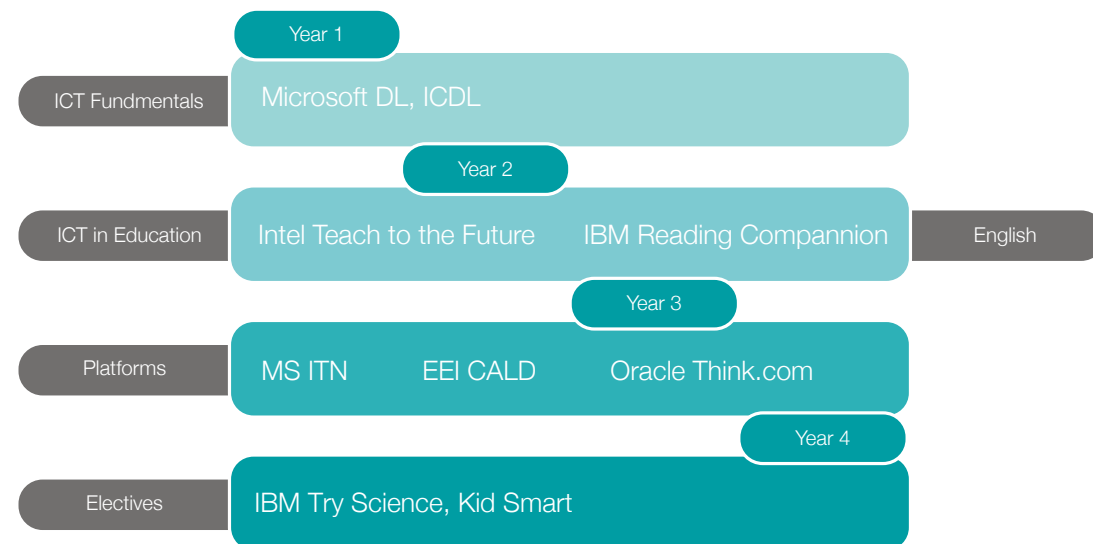 Year 1
ICT Fundmentals
Microsoft DL, ICDL
Year 2
ICT in Education
Intel Teach to the Future
IBM Reading Compannion
English
Year 3
Platforms
MS ITN
EEI CALD
Oracle Think.com
Year 4
Electives
IBM Try Science, Kid Smart